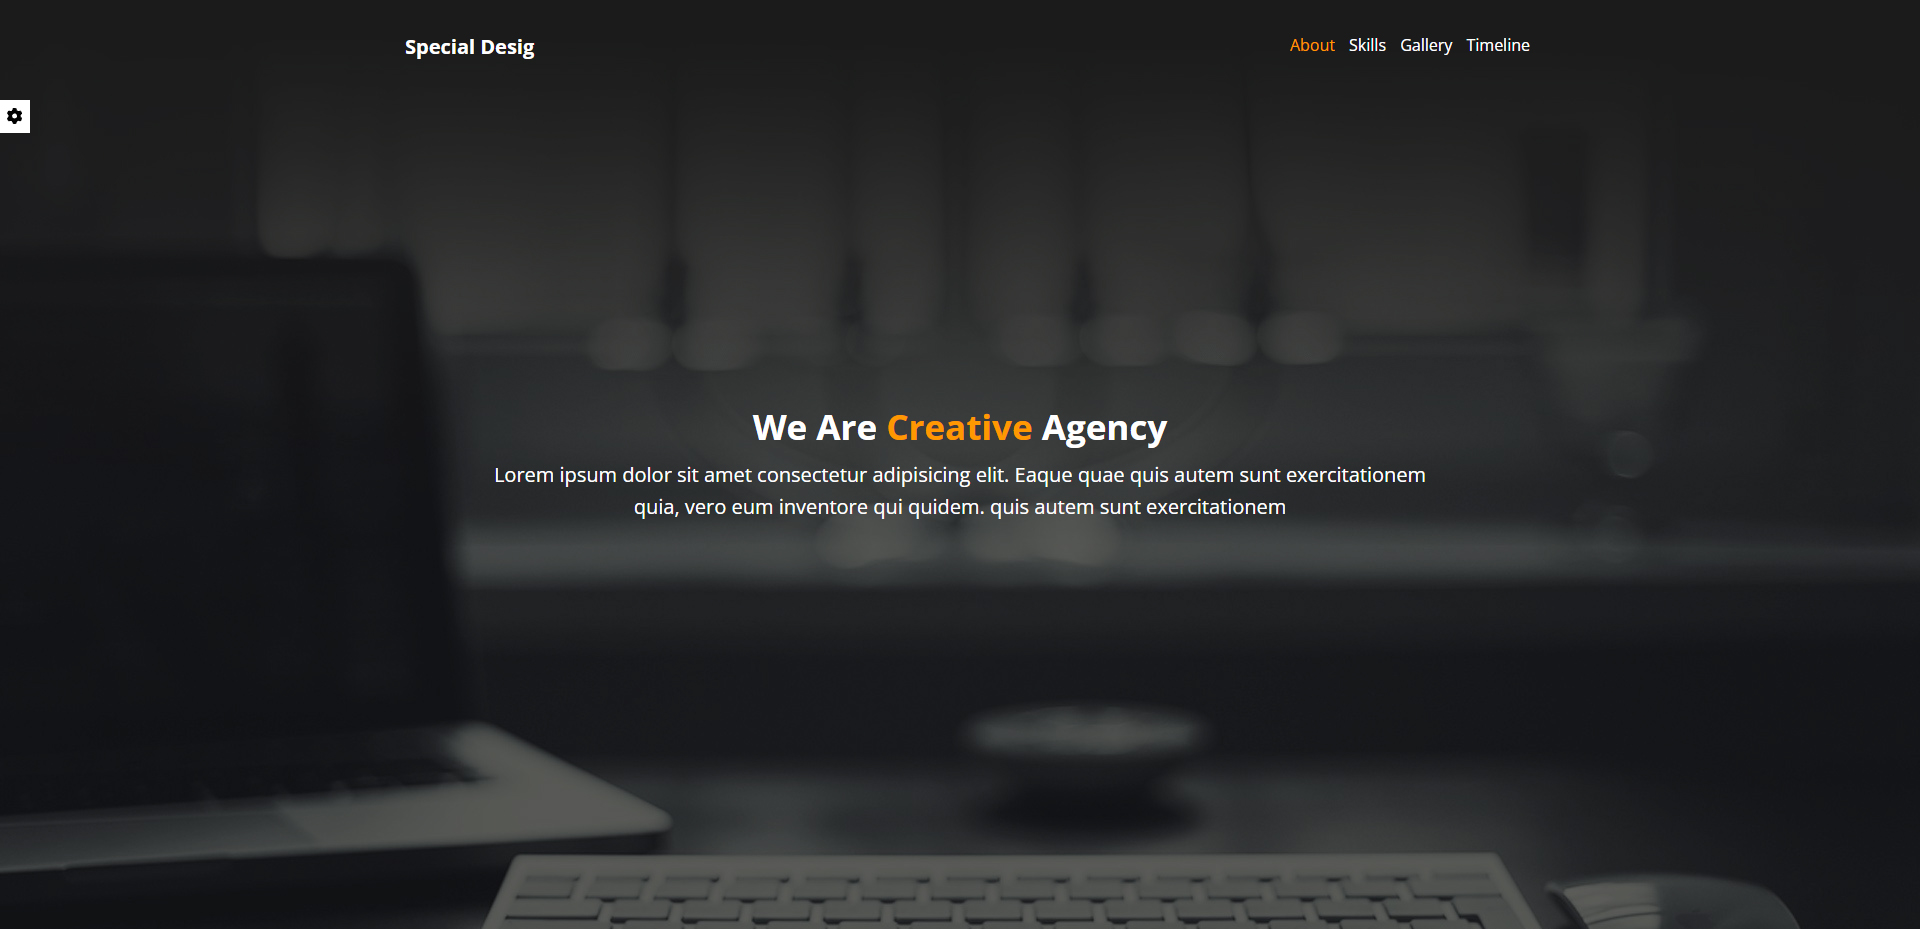 Special Desig
About Skills Gallery Timeline
We Are Creative Agency
Lorem ipsum dolor sit amet consectetur adipisicing elit. Eaque quae quis autem sunt exercitationem
quia, vero eum inventore qui quidem. quis autem sunt exercitationem